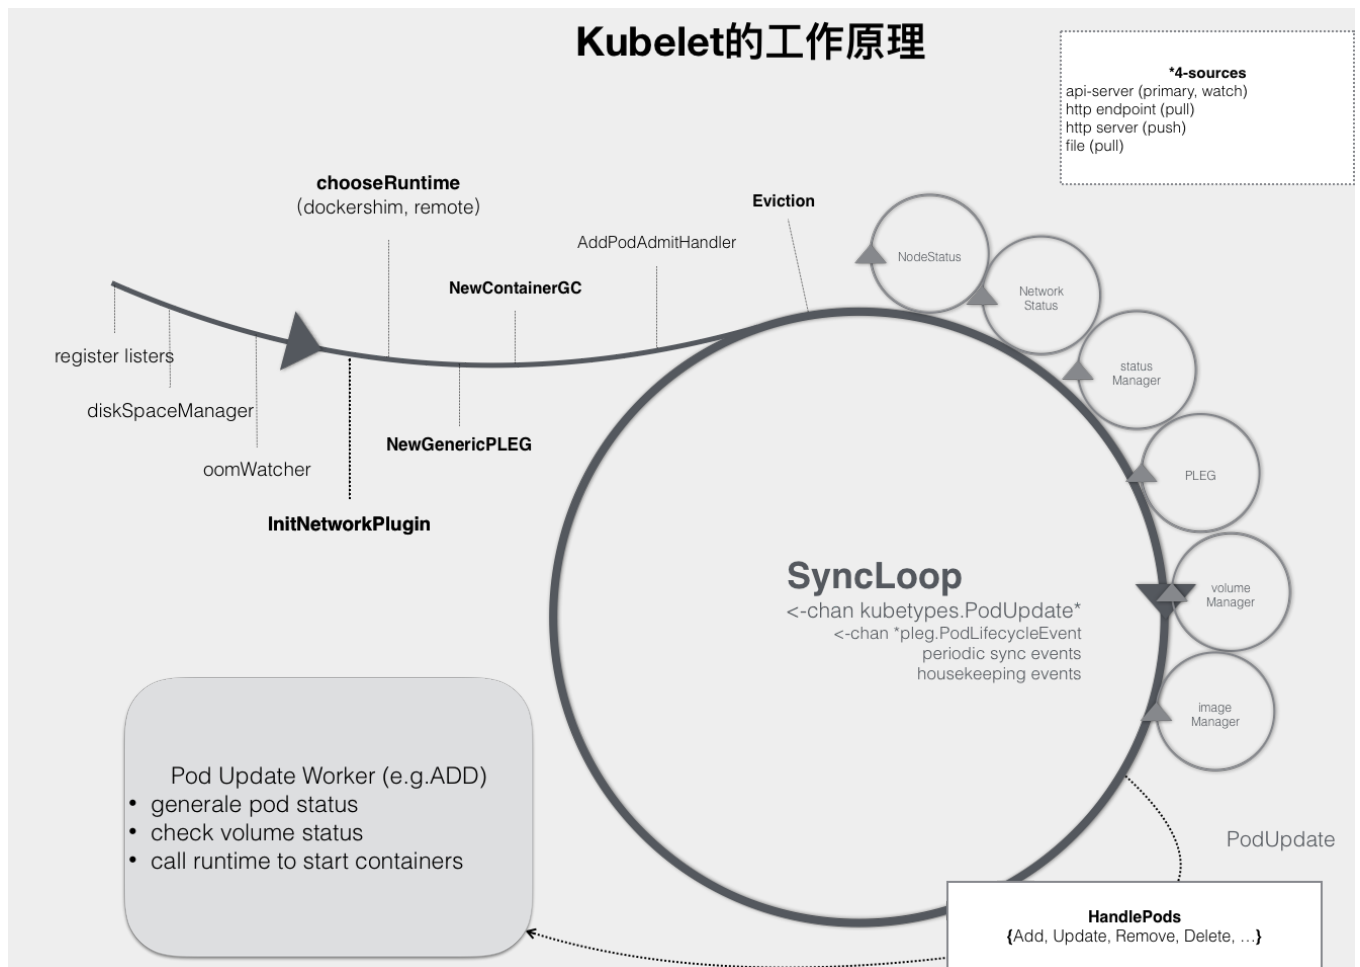 Kubelet的工作原理
*4-sources
api-server (primary, watch)
http endpoint (pull)
http server (push)
file (pull)
chooseRuntime
(dockershim, remote)
Eviction
AddPodAdmitHandler
NewContainerGC
register listers
diskSpaceManager
oomWatcher
NewGenericPLEG
InitNetworkPlugin
NodeStatus
Network
Status
status
Manager
PLEG
volume
Manager
image
Manager
SyncLoop
<-chan kubetypes.PodUpdate*
<-chan *pleg.PodLifecycleEvent
periodic sync events
housekeeping events
Pod Update Worker (e.g.ADD)
• generale pod status
• check volume status
• call runtime to start containers
PodUpdate
HandlePods
{Add, Update, Remove, Delete, ...}